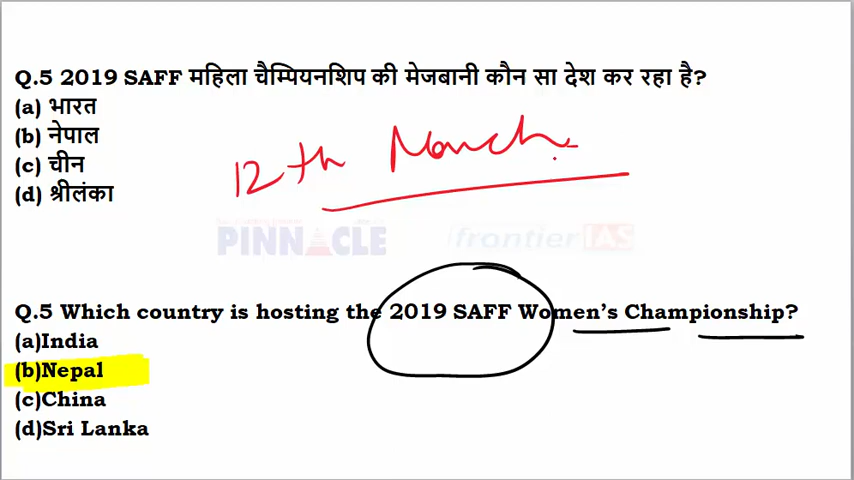 Q.5 2019 SAFF महिला चैम्पियनशिप की मेजबानी कौन सा देश कर रहा है?
(a) भारत
(b) नेपाल
(c) चीन
(d) श्रीलंका
12th March
PINNACLE
frontierIAS
Q.5 Which country is hosting the 2019 SAFF Women's Championship?
(a)India
(b)Nepal
(c)China
(d)Sri Lanka